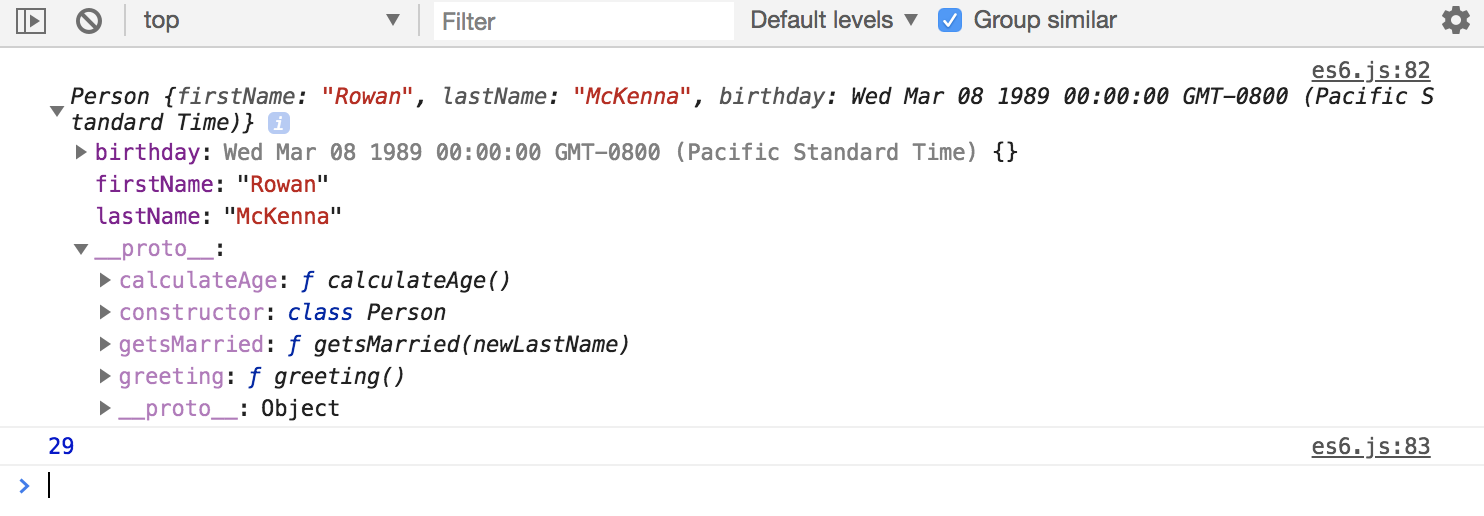 top Filter Default levels Group similar
es6.js:82
Person {firstName: "Rowan", lastName: "McKenna", birthday: Wed Mar 08 1989 00:00:00 GMT-0800 (Pacific S
tandard Time)} i
birthday: Wed Mar 08 1989 00:00:00 GMT-0800 (Pacific Standard Time) {}
firstName: "Rowan"
lastName: "McKenna"
__proto__:
calculateAge: ƒ calculateAge()
constructor: class Person
getsMarried: ƒ getsMarried(newLastName)
greeting: ƒ greeting()
__proto__: Object
29 es6.js:83
>